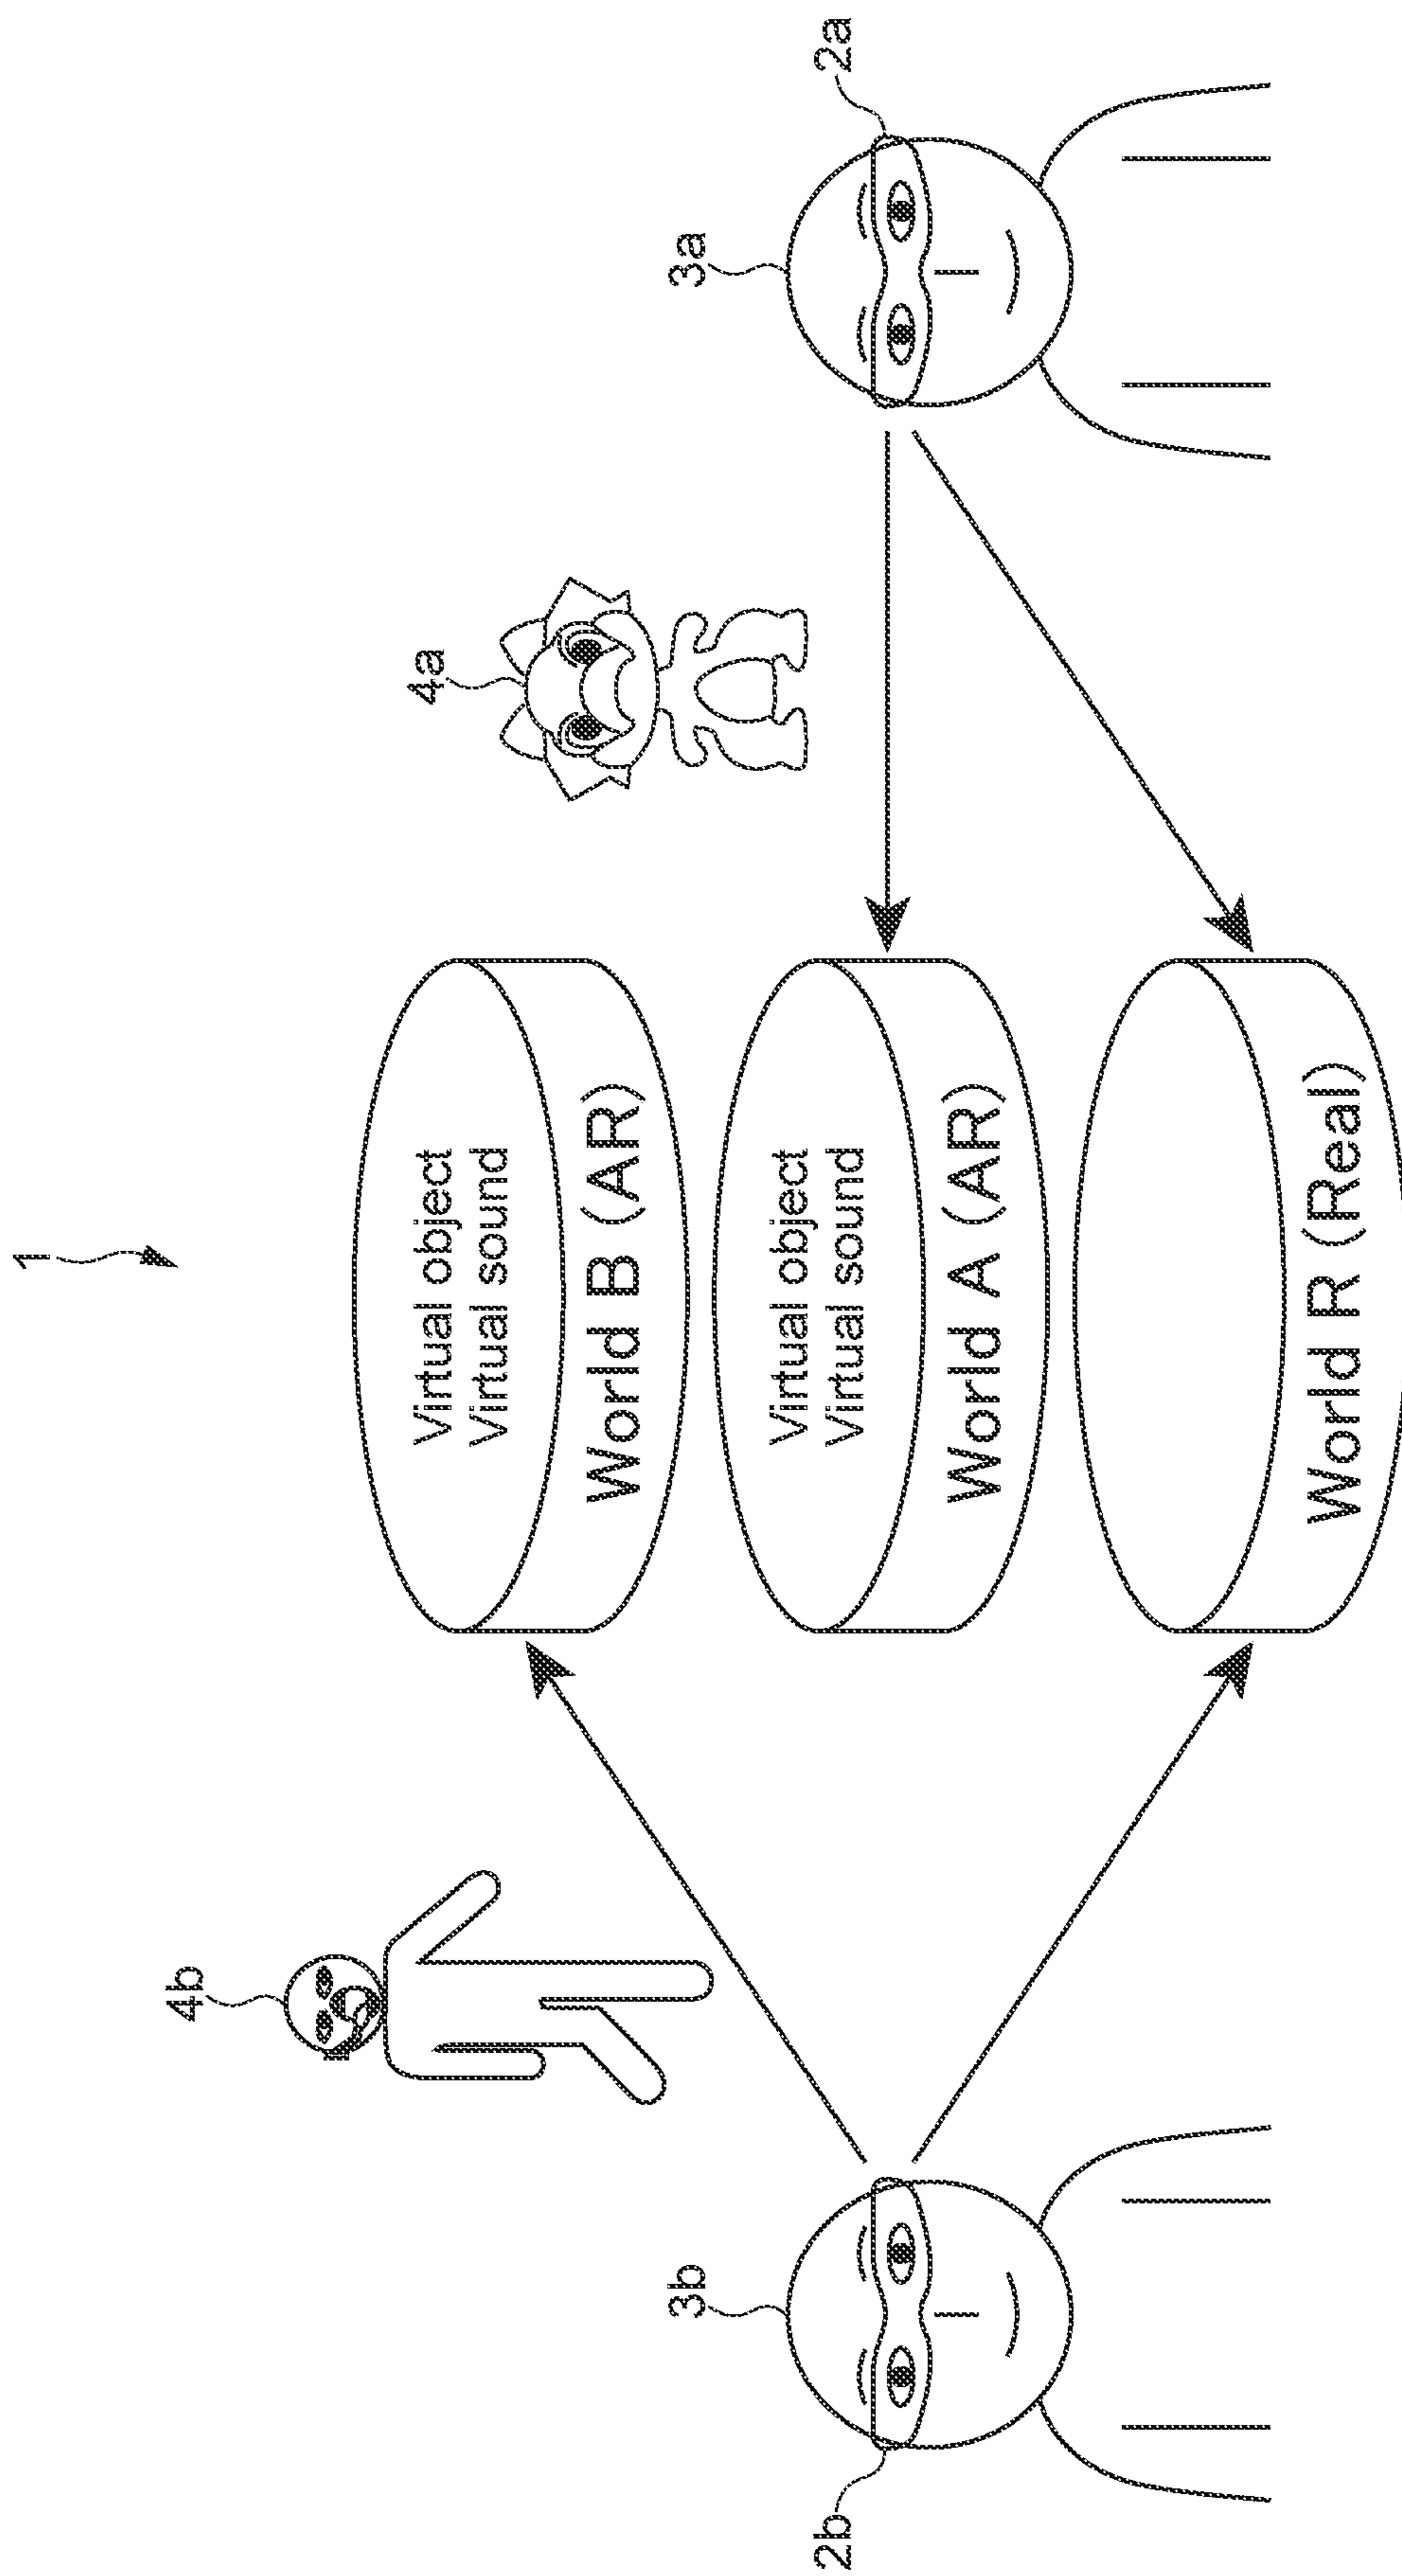 1
4b
4a
3b
3a
2b
2a
Virtual object
Virtual sound
World B (AR)
Virtual object
Virtual sound
World A (AR)
World R (Real)